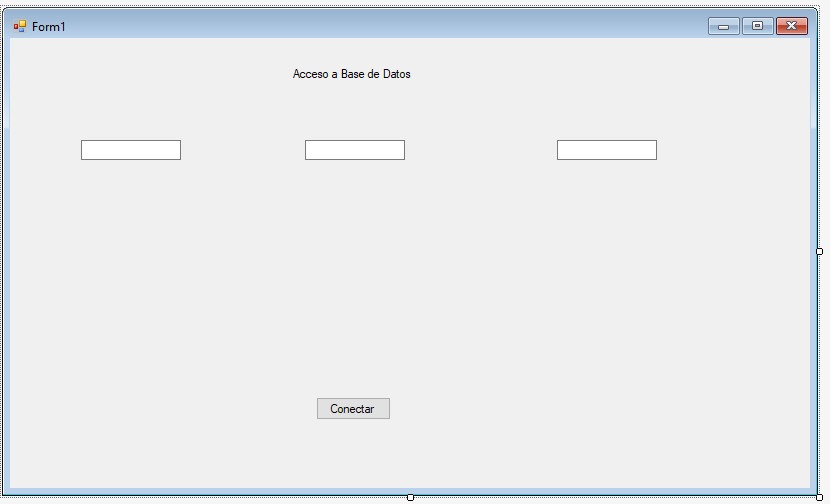 Form1
Acceso a Base de Datos
Conectar